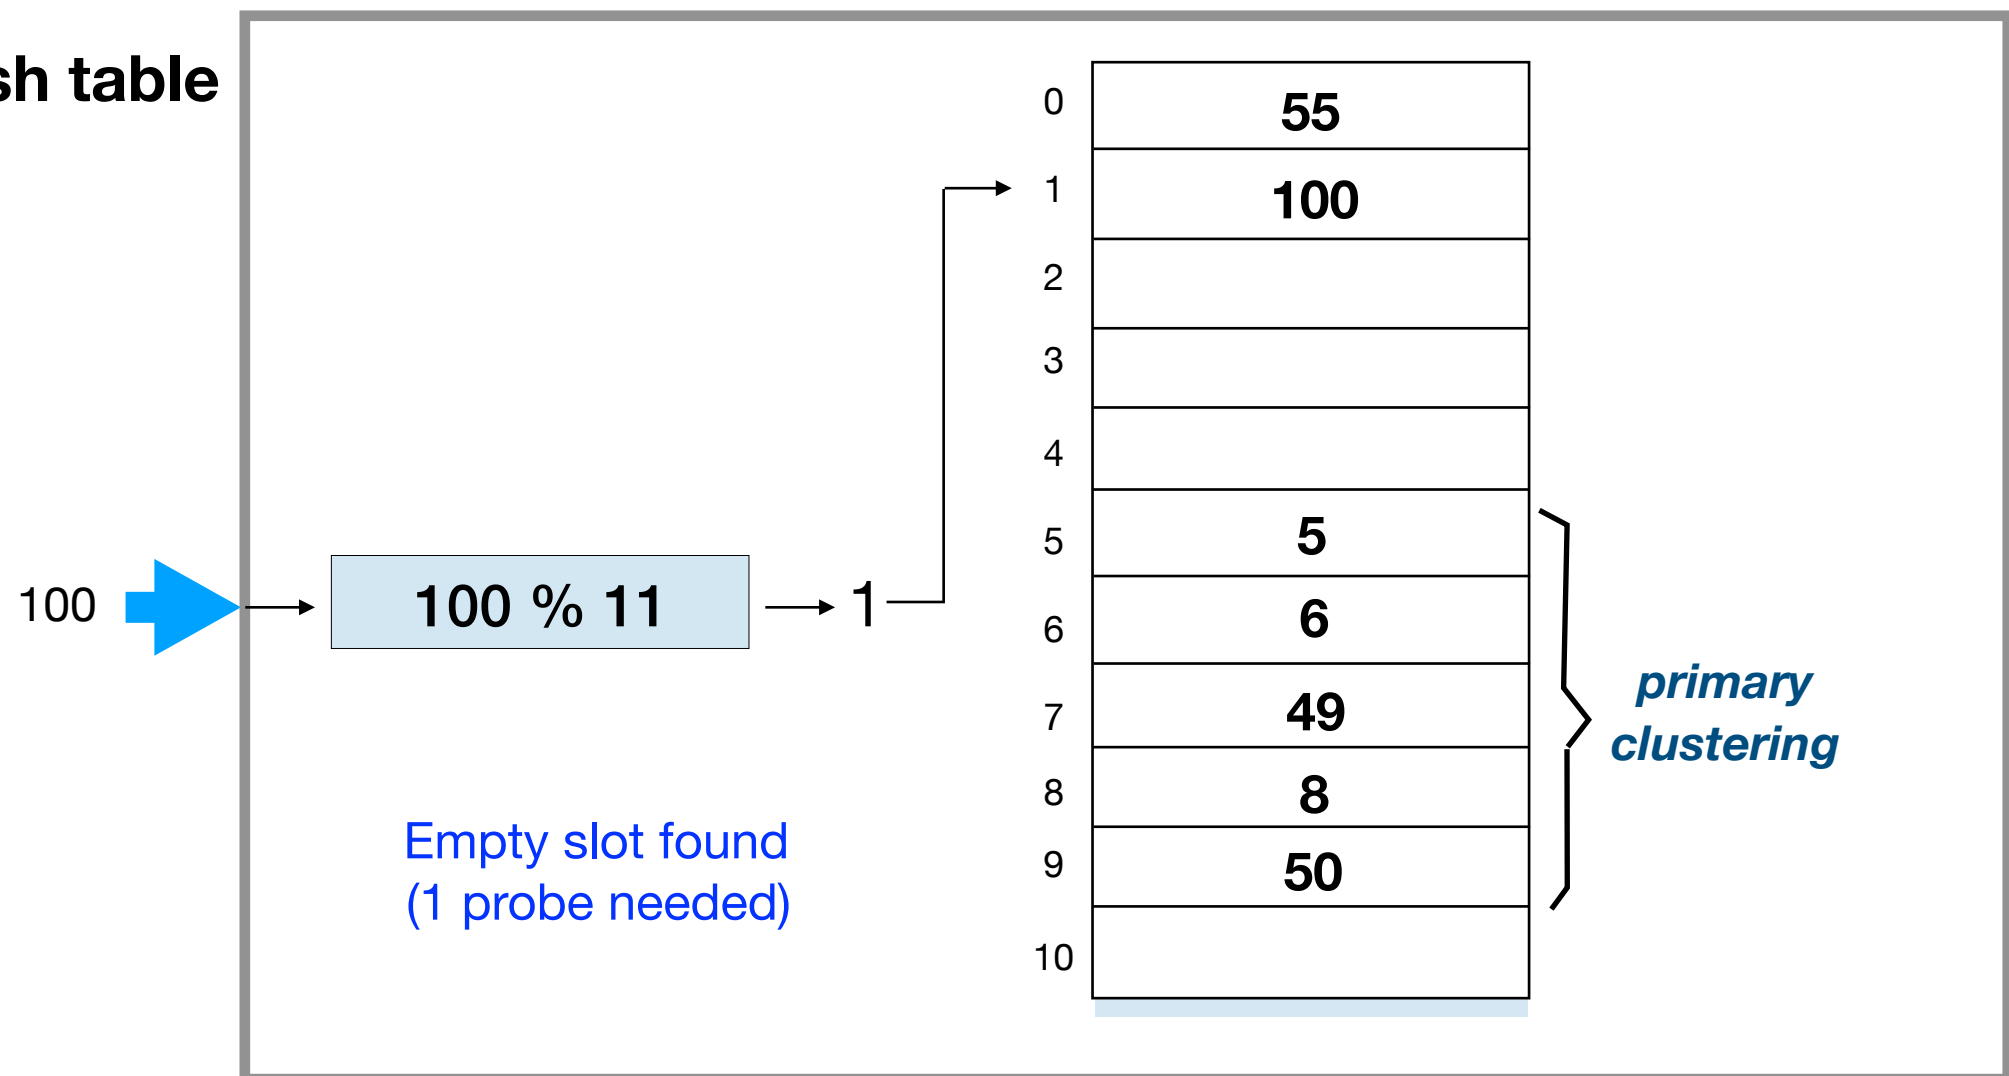 sh table
0 55
1 100
2
3
4
5 5
6 6
7 49
8 8
9 50
10
100
100 % 11
1
primary
clustering
Empty slot found
(1 probe needed)